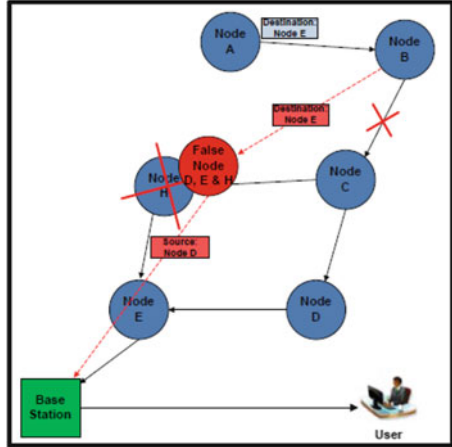 Node
A
Destination:
Node E
Node
B
Destination:
Node E
False
Node
D, E & H
Node
H
Node
C
Source:
Node D
Node
E
Node
D
Base
Station
User